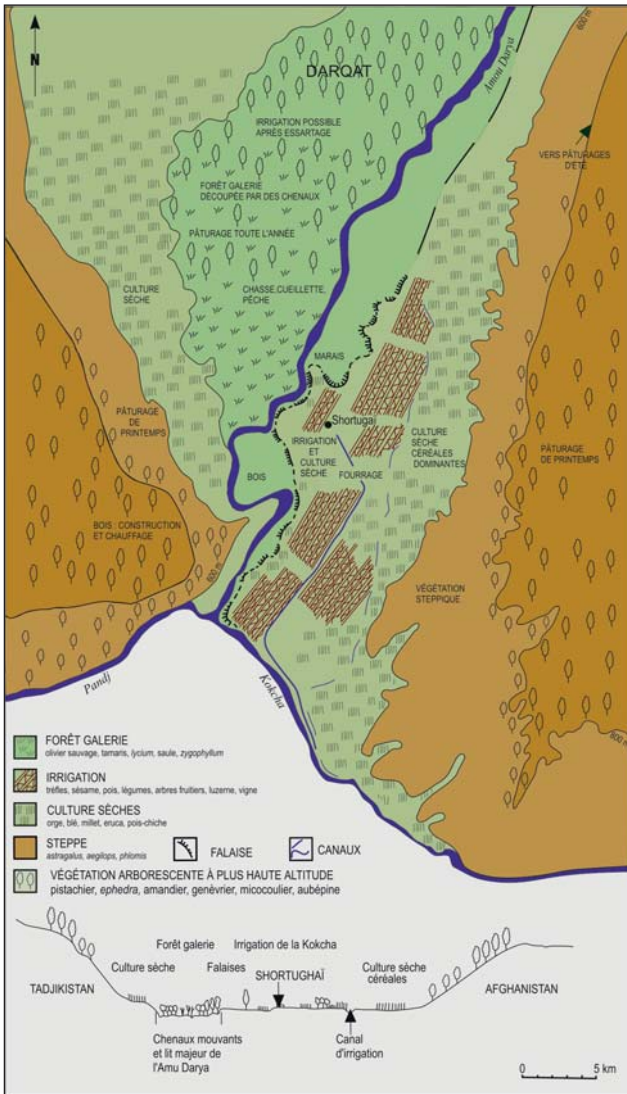 N
DARQAT
600 m
Amou Darya
IRRIGATION POSSIBLE
APRÈS ESSARTAGE
VERS PÂTURAGES
D'ÉTÉ
FORÊT GALERIE
DÉCOUPÉE PAR DES CHENAUX
PÂTURAGE TOUTE L'ANNÉE
CULTURE
SÈCHE
CHASSE,CUEILLETTE,
PÊCHE
MARAIS
PÂTURAGE
DE
PRINTEMPS
Shortugaï
IRRIGATION
ET
CULTURE
SÈCHE
CULTURE
SÈCHE
CÉRÉALES
DOMINANTES
FOURRAGE
PÂTURAGE
DE PRINTEMPS
BOIS
BOIS : CONSTRUCTION
ET CHAUFFAGE
600 m
VÉGÉTATION
STEPPIQUE
Pandj
Kokcha
600 m
FORÊT GALERIE
olivier sauvage, tamaris, lycium, saule, zygophyllum
IRRIGATION
trèfles, sésame, pois, légumes, arbres fruitiers, luzerne, vigne
CULTURE SÈCHES
orge, blé, millet, eruca, pois-chiche
STEPPE
astragalus, aegilops, phlomis
FALAISE
CANAUX
VÉGÉTATION ARBORESCENTE À PLUS HAUTE ALTITUDE
pistachier, ephedra, amandier, genèvrier, micocoulier, aubépine
Forêt galerie
Irrigation de la Kokcha
Culture sèche
Falaises
SHORTUGHAÏ
Culture sèche
céréales
TADJIKISTAN
AFGHANISTAN
Chenaux mouvants
et lit majeur de
l'Amu Darya
Canal
d'irrigation
0
5 km